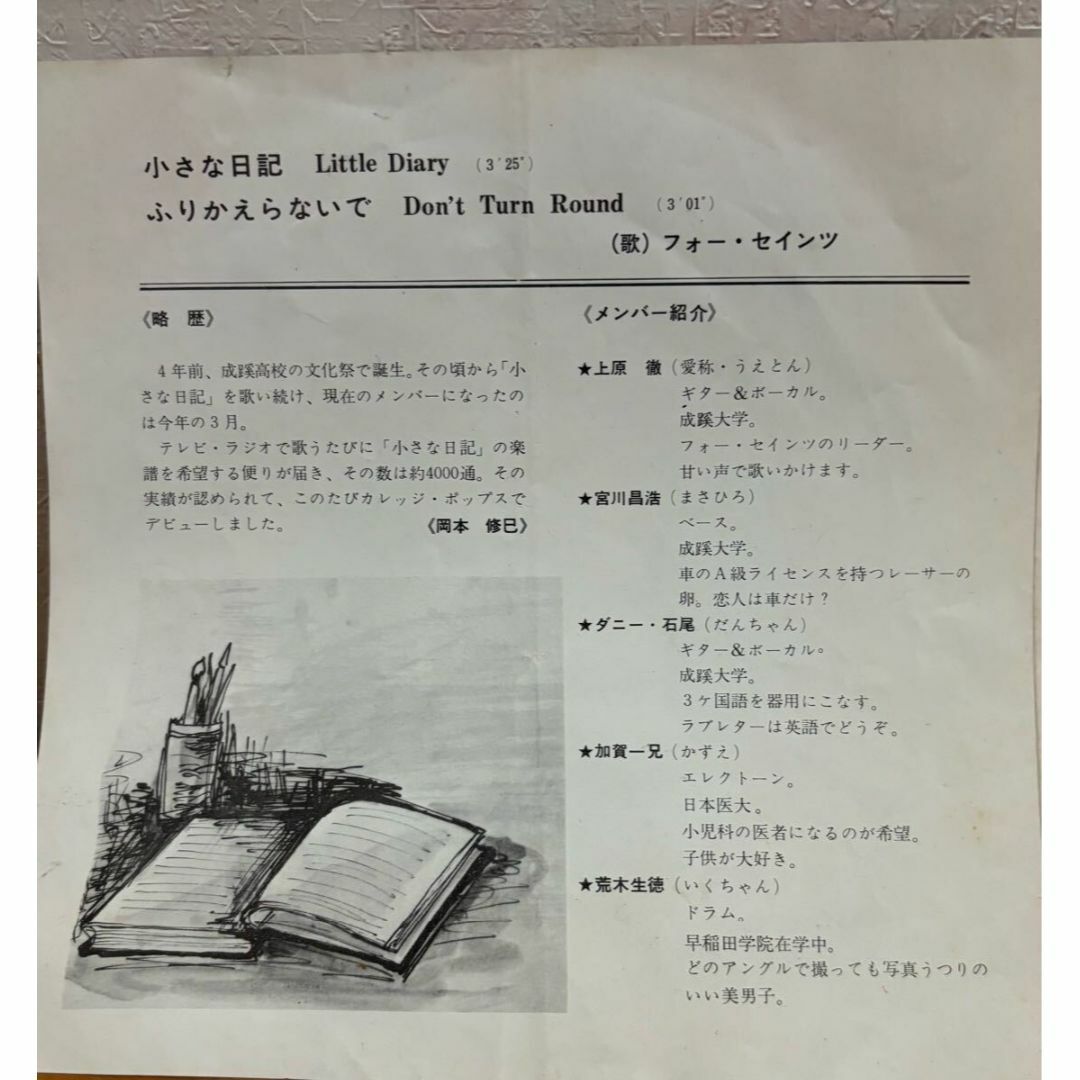 小さな日記 Little Diary (3′25″)
ふりかえらないで Don't Turn Round (3′01″)
(歌)フォー・セインツ
《略 歴》
4年前、成蹊高校の文化祭で誕生。その頃から「小
さな日記」を歌い続け、現在のメンバーになったの
は今年の3月。
テレビ・ラジオで歌うたびに「小さな日記」の楽
譜を希望する便りが届き、その数は約4000通。その
実績が認められて、このたびカレッジ・ポップスで
デビューしました。 《岡本 修巳》
《メンバー紹介》
★上原 徹(愛称・うえとん)
ギター&ボーカル。
成蹊大学。
フォー・セインツのリーダー。
甘い声で歌いかけます。
★宮川昌浩(まさひろ)
ベース。
成蹊大学。
車のA級ライセンスを持つレーサーの
卵。恋人は車だけ?
★ダニー・石尾(だんちゃん)
ギター&ボーカル。
成蹊大学。
3ヶ国語を器用にこなす。
ラブレターは英語でどうぞ。
★加賀一兄(かずえ)
エレクトーン。
日本医大。
小児科の医者になるのが希望。
子供が大好き。
★荒木生徳(いくちゃん)
ドラム。
早稲田学院在学中。
どのアングルで撮っても写真うつりの
いい美男子。